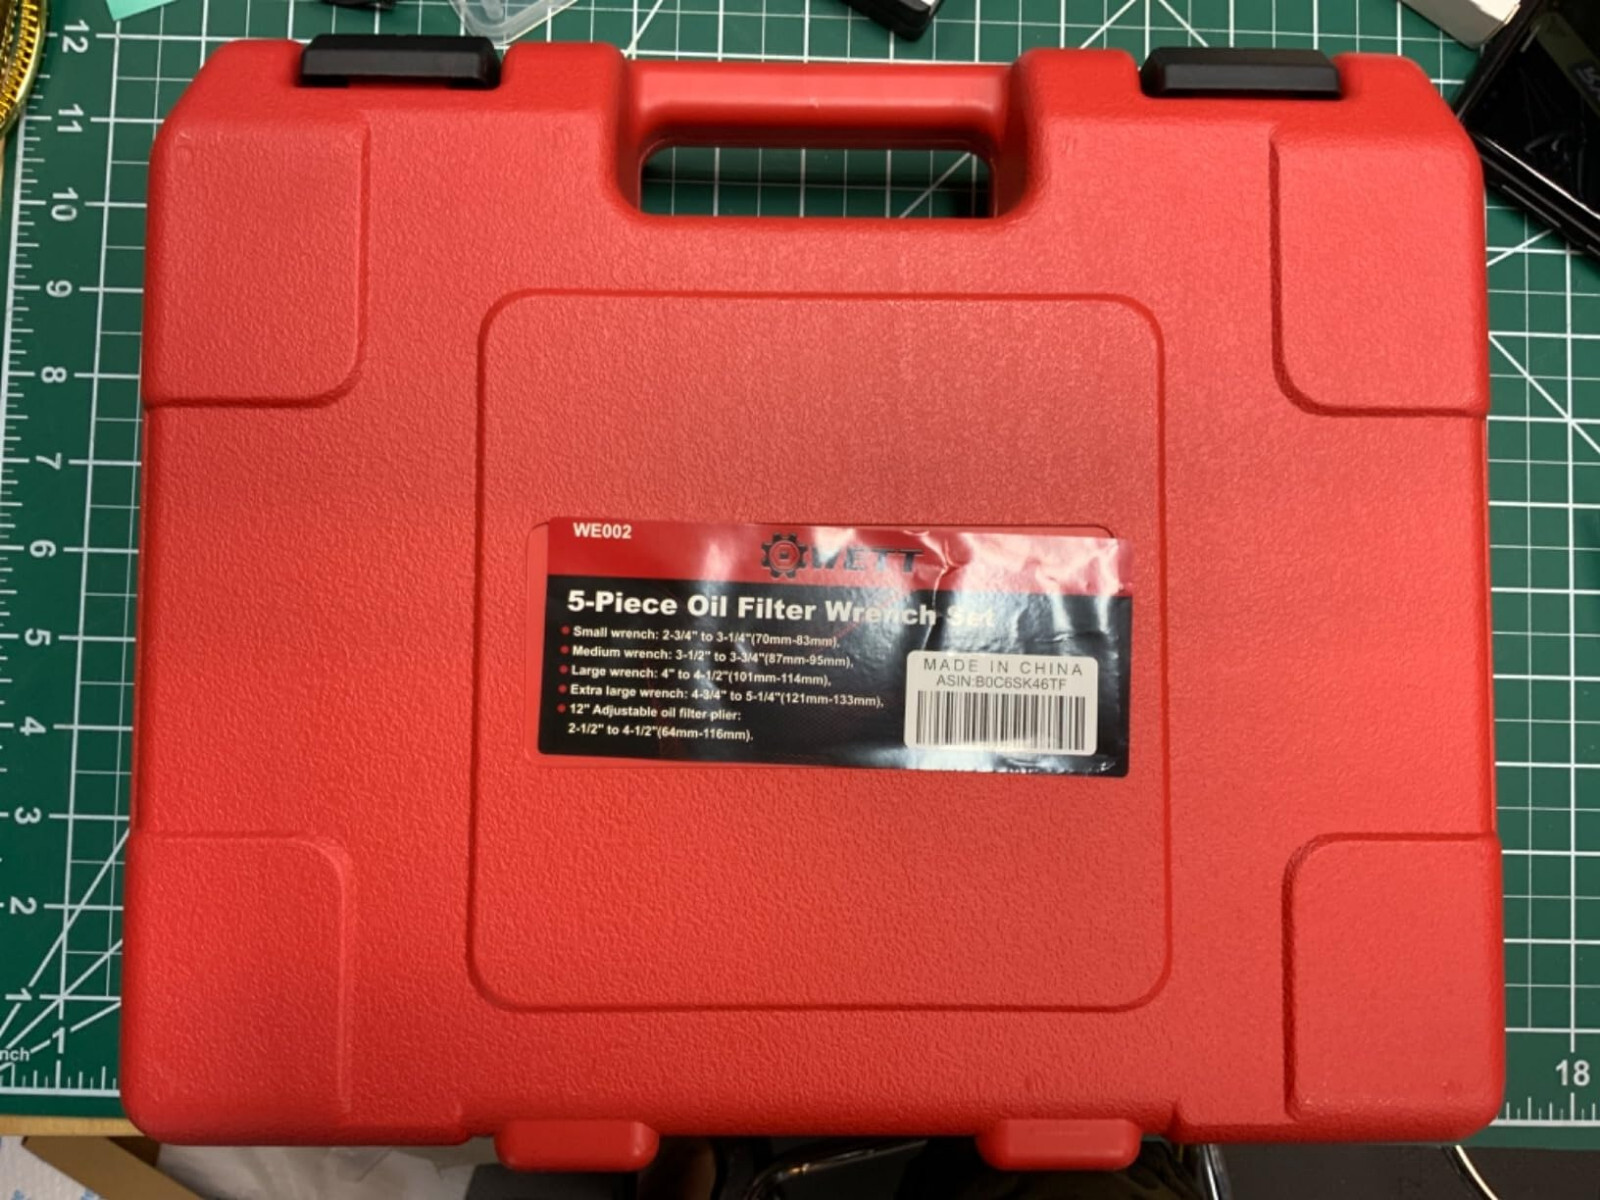 WE002
WETT
5-Piece Oil Filter Wrench Set
Small wrench: 2-3/4" to 3-1/4"(70mm-83mm),
Medium wrench: 3-1/2" to 3-3/4"(87mm-95mm),
Large wrench: 4" to 4-1/2"(101mm-114mm),
Extra large wrench: 4-3/4" to 5-1/4"(121mm-133mm),
12" Adjustable oil filter plier:
2-1/2" to 4-1/2"(64mm-116mm).
MADE IN CHINA
ASIN:B0C6SK46TF
12
11
10
9
8
7
6
5
4
3
2
1
1
18